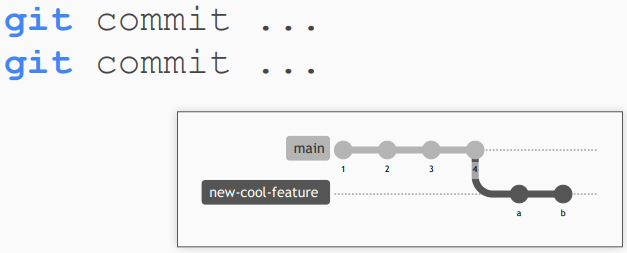 git commit ...
git commit ...
main
1 2 3 4
new-cool-feature
a b